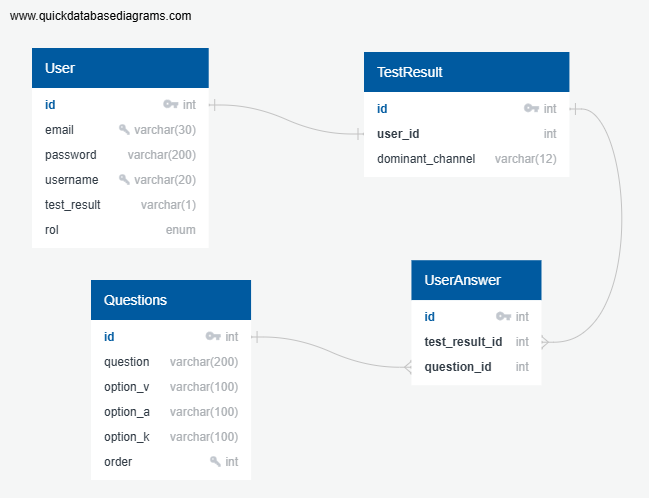 www.quickdatabasediagrams.com
User
id int
email varchar(30)
password varchar(200)
username varchar(20)
test_result varchar(1)
rol enum
TestResult
id int
user_id int
dominant_channel varchar(12)
Questions
id int
question varchar(200)
option_v varchar(100)
option_a varchar(100)
option_k varchar(100)
order int
UserAnswer
id int
test_result_id int
question_id int